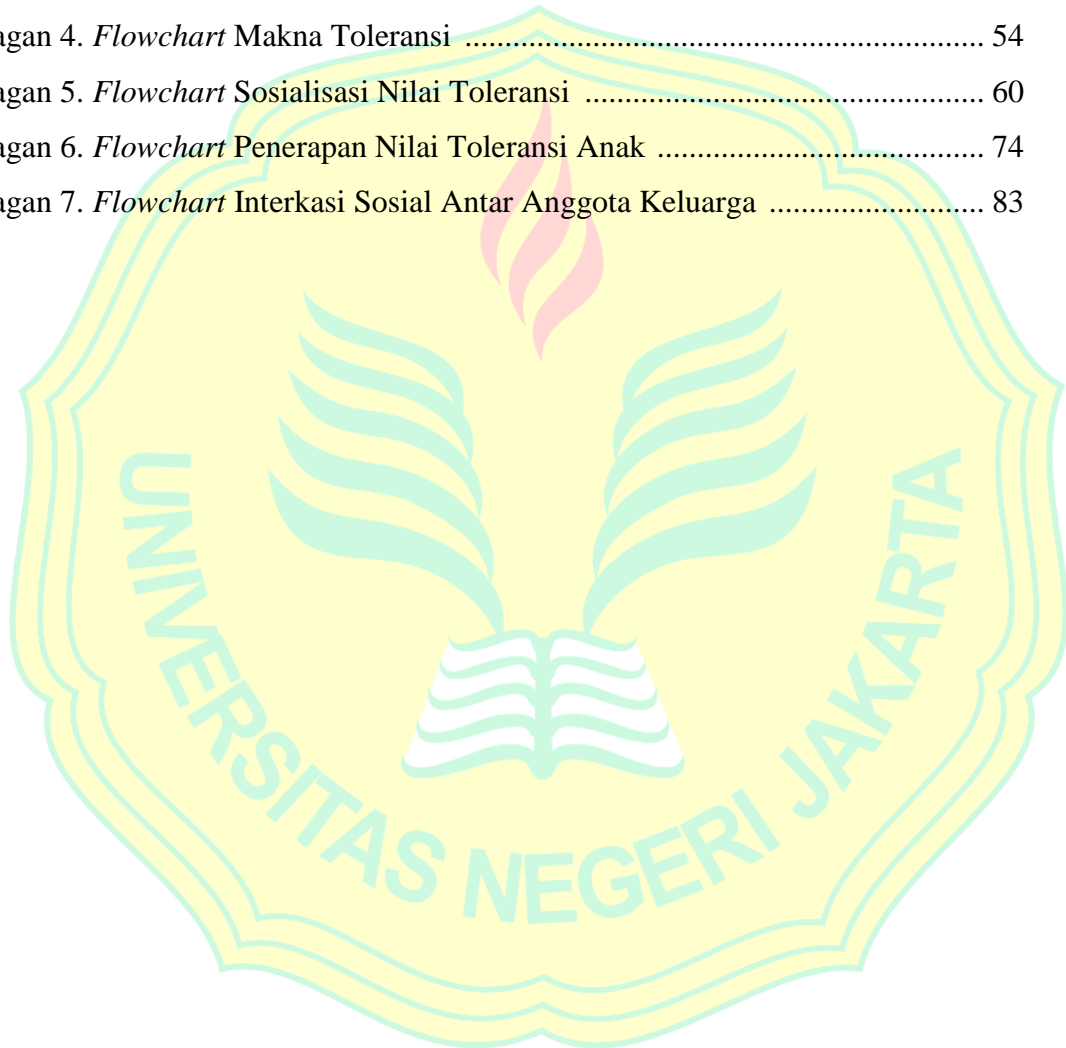 agan 4. Flowchart Makna Toleransi ................................................................... 54
agan 5. Flowchart Sosialisasi Nilai Toleransi .................................................... 60
agan 6. Flowchart Penerapan Nilai Toleransi Anak .......................................... 74
agan 7. Flowchart Interkasi Sosial Antar Anggota Keluarga ............................ 83
UNIVERSITAS NEGERI JAKARTA